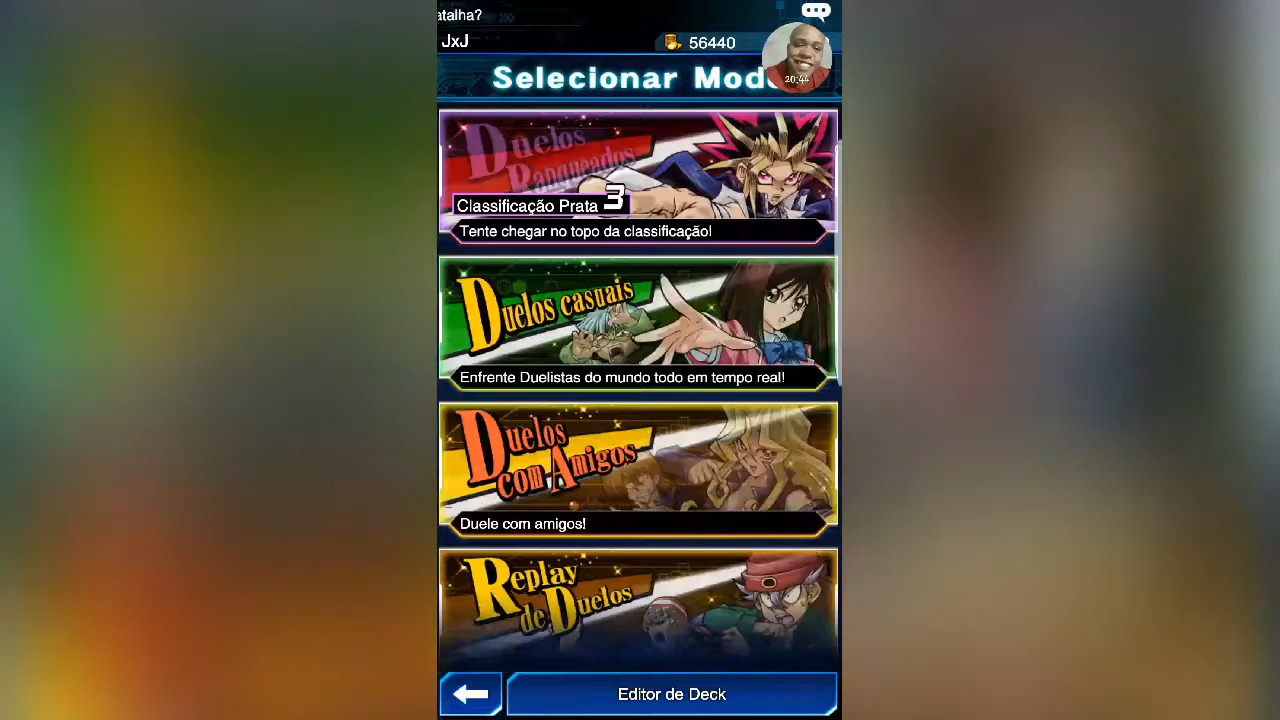 atalha?
JxJ
56440
20:44
Selecionar Mod
Duelos
Ranqueados
Classificação Prata 3
Tente chegar no topo da classificação!
Duelos casuais
Enfrente Duelistas do mundo todo em tempo real!
Duelos
com Amigos
Duele com amigos!
Replay
de Duelos
Editor de Deck